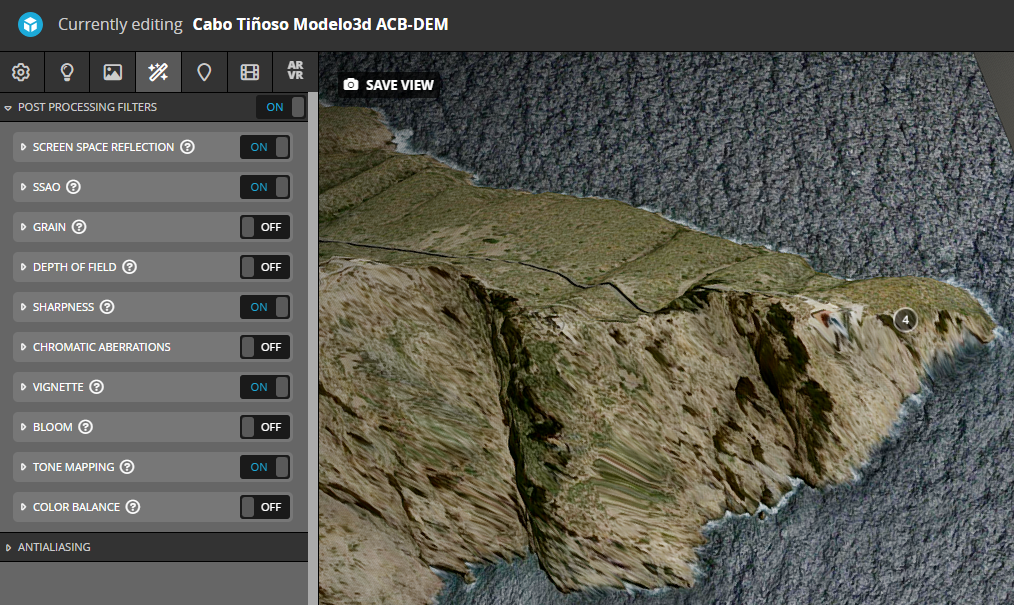 Currently editing Cabo Tiñoso Modelo3d ACB-DEM
AR
VR
SAVE VIEW
POST PROCESSING FILTERS ON
SCREEN SPACE REFLECTION ? ON
SSAO ? ON
GRAIN ? OFF
DEPTH OF FIELD ? OFF
SHARPNESS ? ON
CHROMATIC ABERRATIONS OFF
VIGNETTE ? ON
BLOOM ? OFF
TONE MAPPING ? ON
COLOR BALANCE ? OFF
ANTIALIASING
4